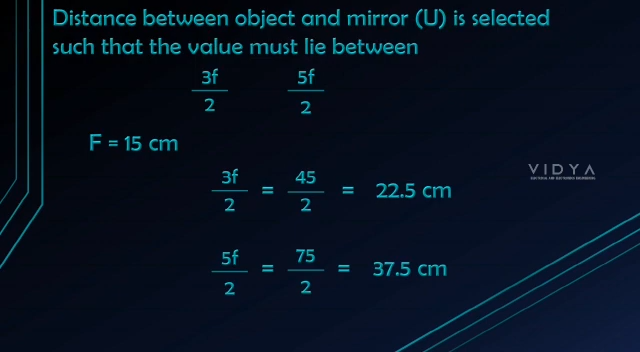 Distance between object and mirror (U) is selected
such that the value must lie between
3f/2 5f/2
F = 15 cm
3f/2 = 45/2 = 22.5 cm
VIDYA
5f/2 = 75/2 = 37.5 cm